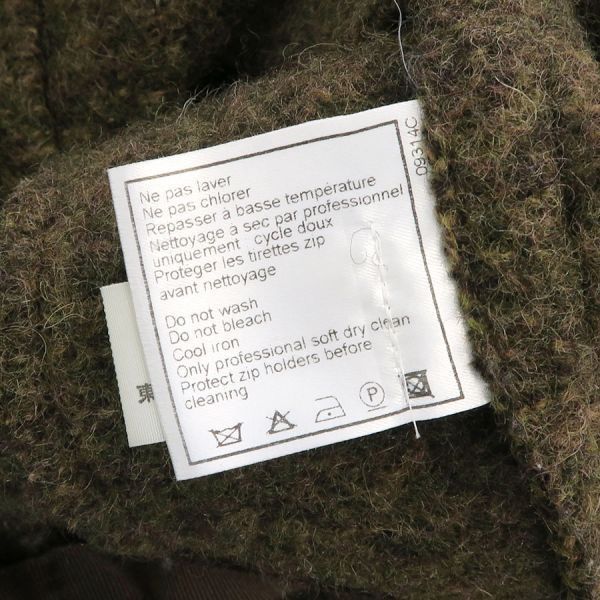 Ne pas laver
Ne pas chlorer
Repasser à basse température
Nettoyage à sec par professionnel
uniquement cycle doux
Proteger les tirettes zip
avant nettoyage
Do not wash
Do not bleach
Cool iron
Only professional soft dry clean
Protect zip holders before
cleaning
P
09314C
東